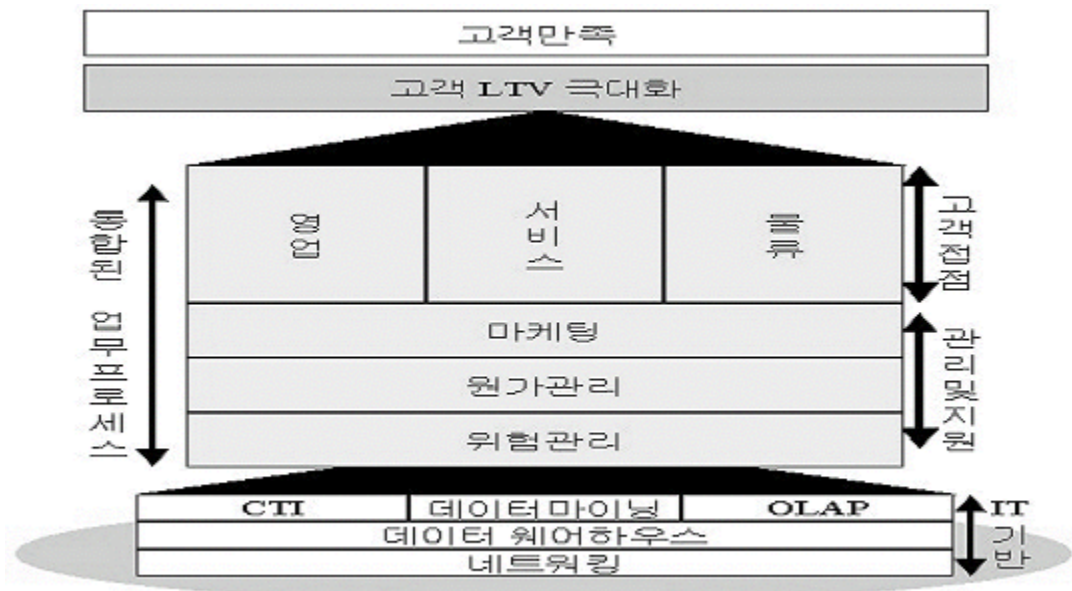 고객만족
고객 LTV 극대화
통합된 업무프로세스
영업
서비스
물류
고객접점
마케팅
원가관리
위험관리
관리및지원
CTI
데이터마이닝
OLAP
데이터 웨어하우스
네트워킹
IT기반